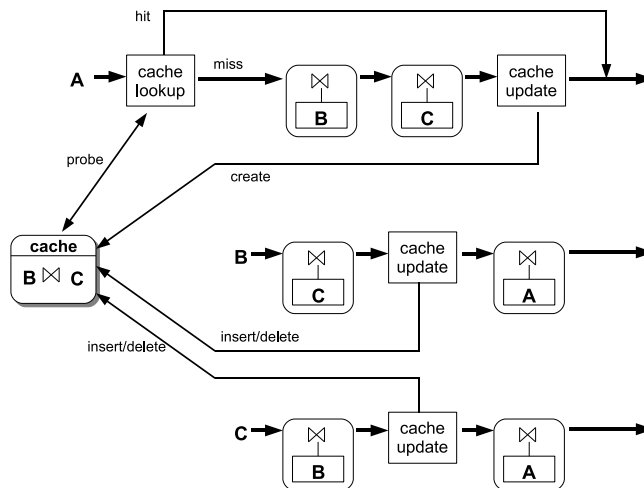 hit
A
cache
lookup
miss
B
C
cache
update
probe
create
cache
B ⋈ C
B
C
cache
update
A
insert/delete
insert/delete
C
B
cache
update
A